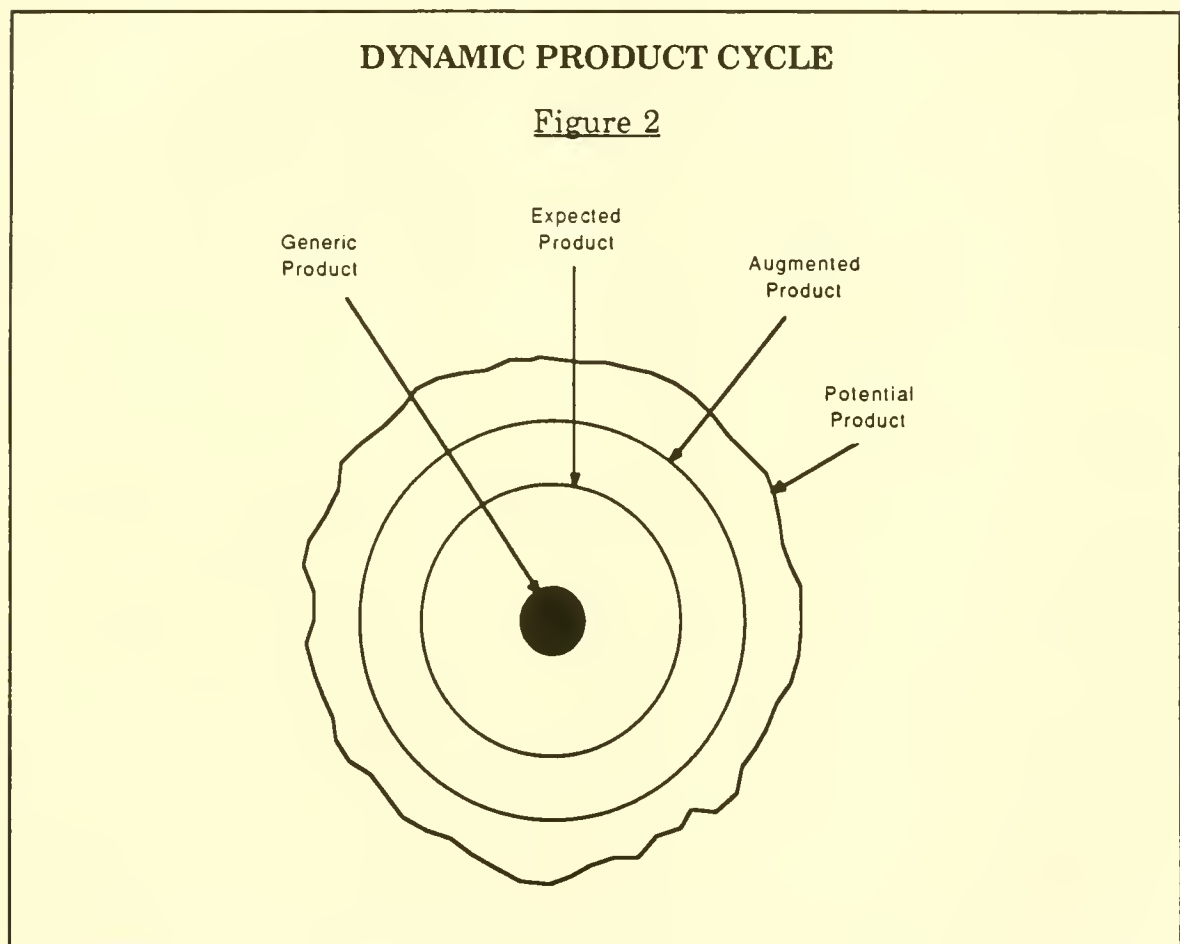 DYNAMIC PRODUCT CYCLE
Figure 2
Expected
Product
Generic
Product
Augmented
Product
Potential
Product